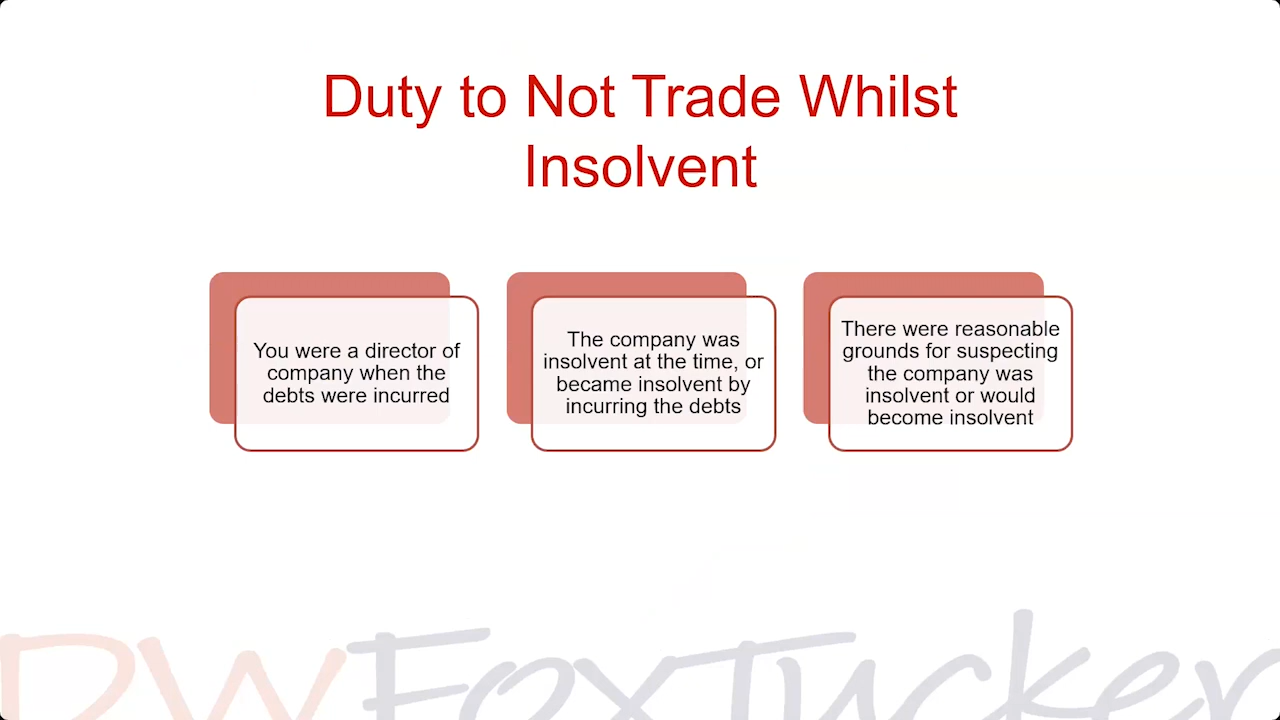 Duty to Not Trade Whilst
Insolvent
You were a director of
company when the
debts were incurred
The company was
insolvent at the time, or
became insolvent by
incurring the debts
There were reasonable
grounds for suspecting
the company was
insolvent or would
become insolvent
DWFoxTucker